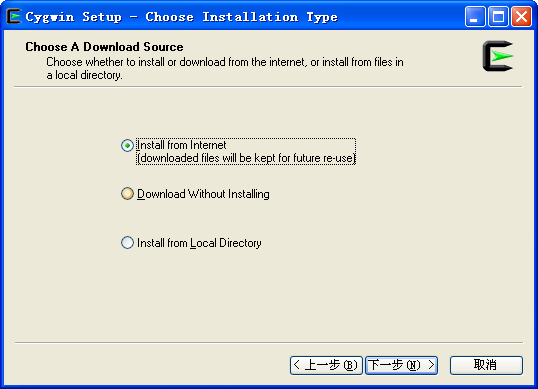 Cygwin Setup - Choose Installation Type
Choose A Download Source
Choose whether to install or download from the internet, or install from files in
a local directory.
Install from Internet
(downloaded files will be kept for future re-use)
Download Without Installing
Install from Local Directory
< 上一步(B) 下一步(N) > 取消